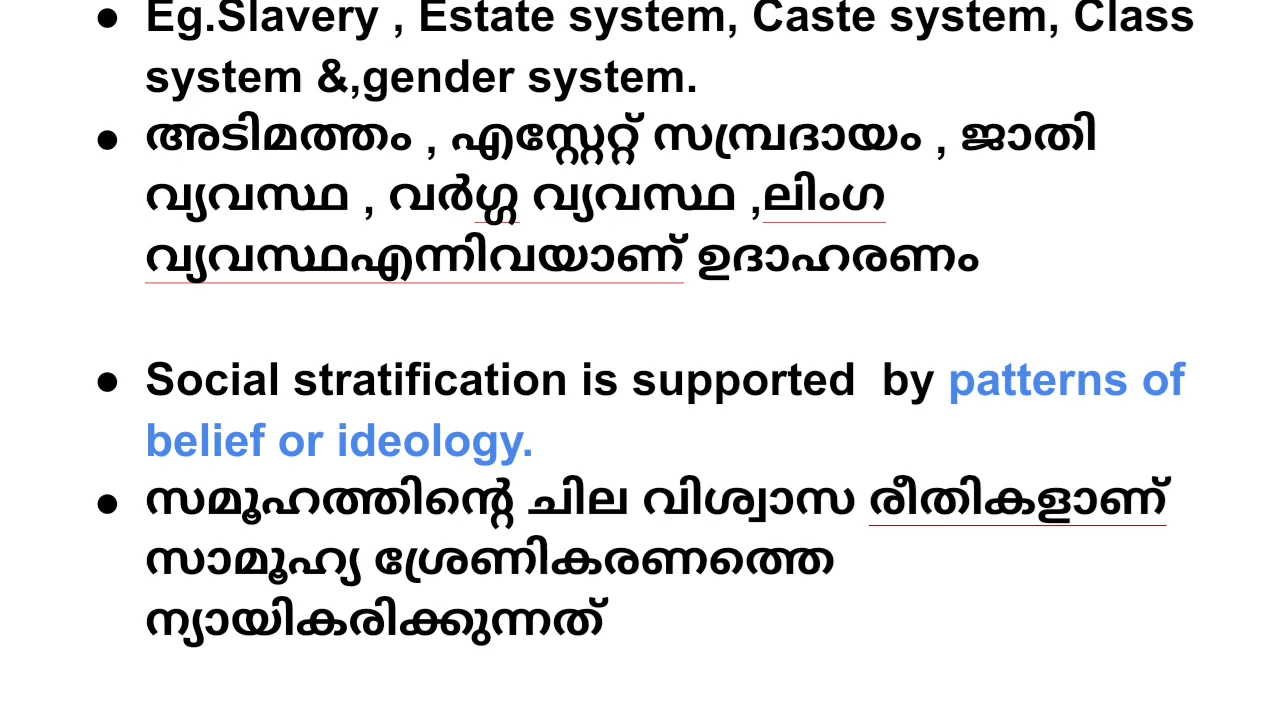 ● Eg.Slavery , Estate system, Caste system, Class
system &,gender system.
● അടിമത്തം , എസ്റ്റേറ്റ് സമ്പ്രദായം , ജാതി
വ്യവസ്ഥ , വർഗ്ഗ വ്യവസ്ഥ ,ലിംഗ
വ്യവസ്ഥഎന്നിവയാണ് ഉദാഹരണം
● Social stratification is supported  by patterns of
belief or ideology.
● സമൂഹത്തിന്റെ ചില വിശ്വാസ രീതികളാണ്
സാമൂഹ്യ ശ്രേണികരണത്തെ
ന്യായികരിക്കുന്നത്